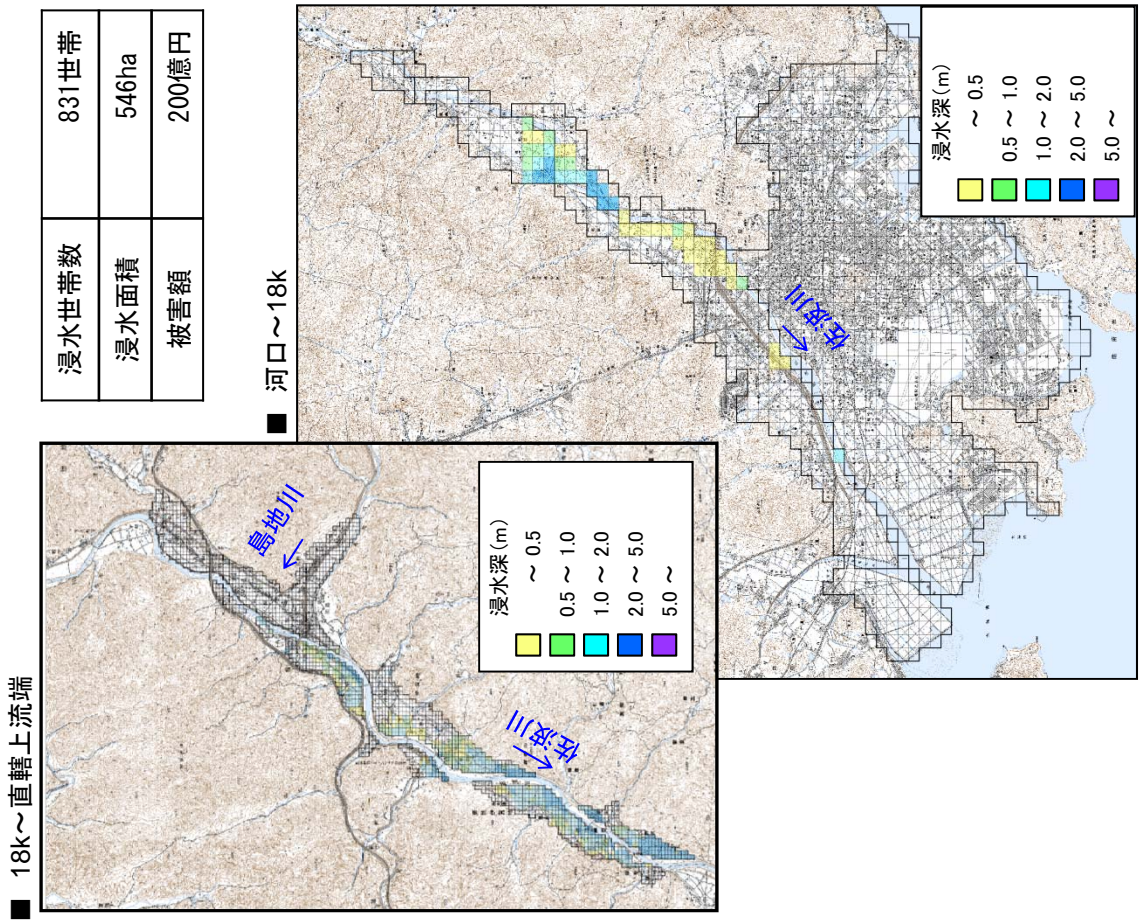 ■ 18k～直轄上流端
島地川
佐波川
浸水深(m)
～ 0.5
0.5 ～ 1.0
1.0 ～ 2.0
2.0 ～ 5.0
5.0 ～
■ 河口～18k
佐波川
浸水深(m)
～ 0.5
0.5 ～ 1.0
1.0 ～ 2.0
2.0 ～ 5.0
5.0 ～
浸水世帯数 831世帯
浸水面積 546ha
被害額 200億円